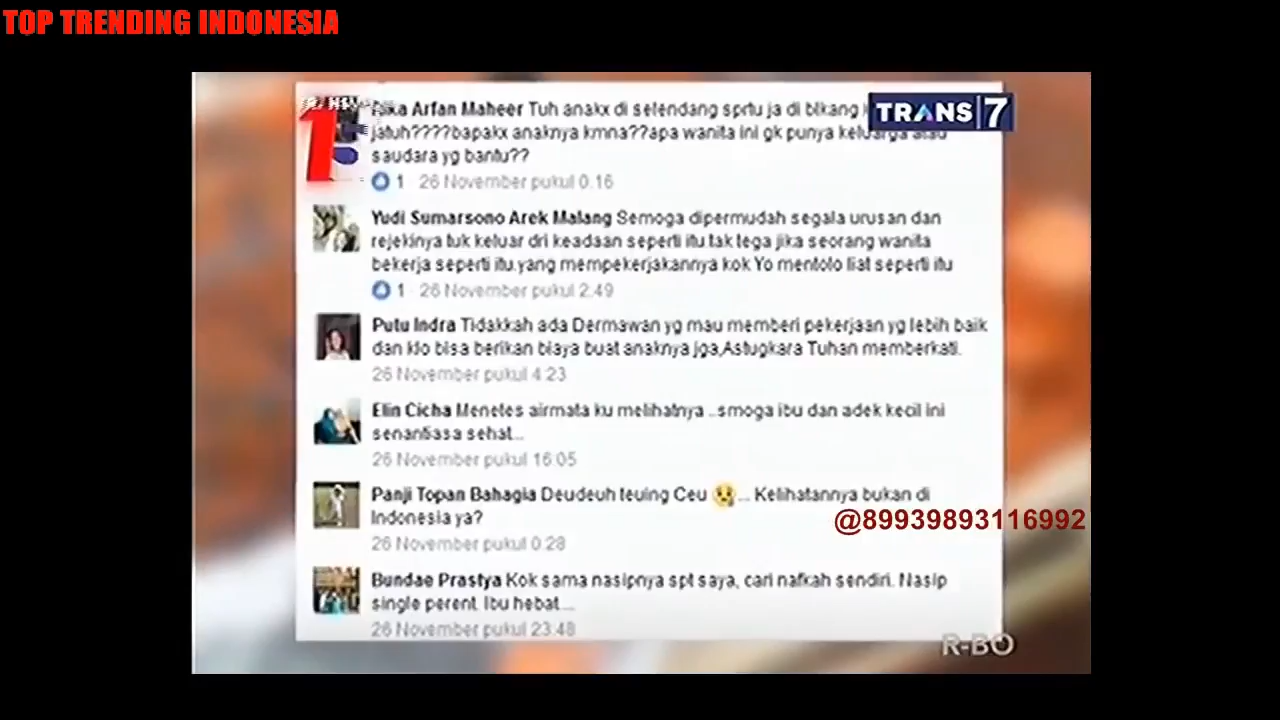 TOP TRENDING INDONESIA
TRANS|7
Rika Arfan Maheer Tuh anakx di selendang sprtu ja di blkang
jatuh????bapakx anaknya kmna??apa wanita ini gk punya keluarga atau
saudara yg bantu??
1 · 26 November pukul 0.16
Yudi Sumarsono Arek Malang Semoga dipermudah segala urusan dan
rejekinya tuk keluar dri keadaan seperti itu tak tega jika seorang wanita
bekerja seperti itu.yang mempekerjakannya kok Yo mentolo liat seperti itu
1 · 26 November pukul 2:49
Putu Indra Tidakkah ada Dermawan yg mau memberi pekerjaan yg lebih baik
dan klo bisa berikan biaya buat anaknya jga,Astugkara Tuhan memberkati.
26 November pukul 4:23
Elin Cicha Menetes airmata ku melihatnya ..smoga ibu dan adek kecil ini
senantiasa sehat...
26 November pukul 16:05
Panji Topan Bahagia Deudeuh teuing Ceu 😢... Kelihatannya bukan di
Indonesia ya?
26 November pukul 0:28
@89939893116992
Bundae Prastya Kok sama nasipnya spt saya, cari nafkah sendiri. Nasip
single perent. Ibu hebat....
26 November pukul 23:48
R-BO